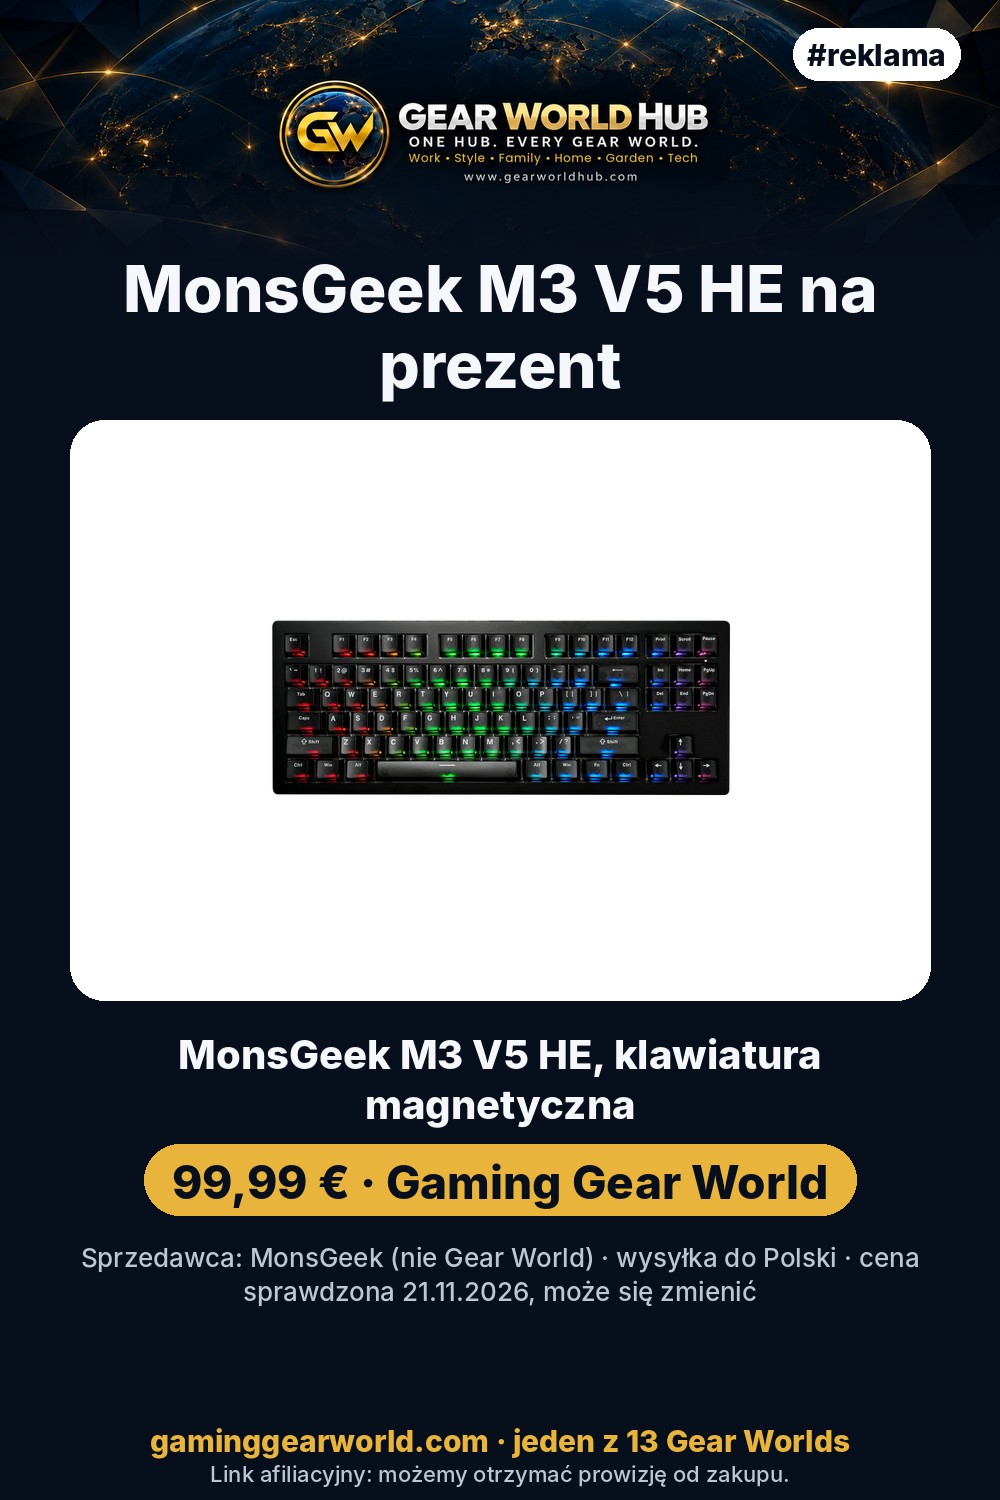 #reklama
GW
GEAR WORLD HUB
ONE HUB. EVERY GEAR WORLD.
Work • Style • Family • Home • Garden • Tech
www.gearworldhub.com
MonsGeek M3 V5 HE na
prezent
MonsGeek M3 V5 HE, klawiatura
magnetyczna
99,99 € · Gaming Gear World
Sprzedawca: MonsGeek (nie Gear World) · wysyłka do Polski · cena
sprawdzona 21.11.2026, może się zmienić
gaminggearworld.com · jeden z 13 Gear Worlds
Link afiliacyjny: możemy otrzymać prowizję od zakupu.